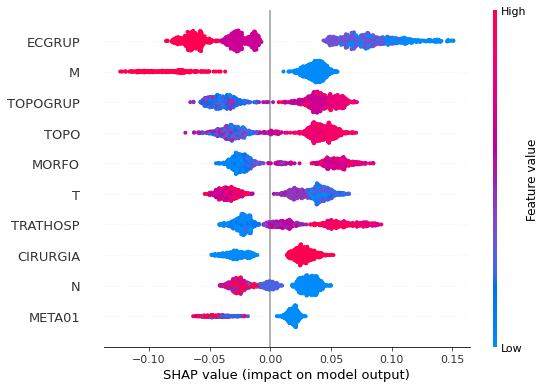 High
ECGRUP
M
TOPOGRUP
TOPO
MORFO
T
TRATHOSP
CIRURGIA
N
META01
Feature value
Low
−0.10 −0.05 0.00 0.05 0.10 0.15
SHAP value (impact on model output)